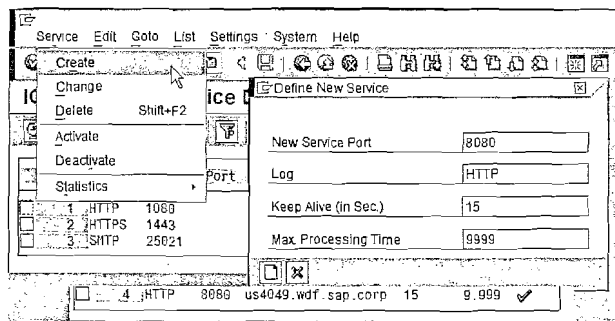 Service Edit Goto List Settings System Help
Create
Change
Delete Shift+F2
Activate
Deactivate
Statistics
Port
1 HTTP 1080
2 HTTPS 1443
3 SMTP 25021
Define New Service
New Service Port 8080
Log HTTP
Keep Alive (in Sec.) 15
Max. Processing Time 9999
4 HTTP 8080 us4049.wdf.sap.corp 15 9.999